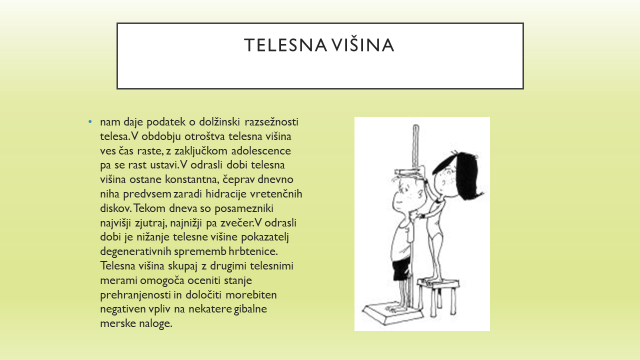 TELESNA VIŠINA
• nam daje podatek o dolžinski razsežnosti
telesa. V obdobju otroštva telesna višina
ves čas raste, z zaključkom adolescence
pa se rast ustavi. V odrasli dobi telesna
višina ostane konstantna, čeprav dnevno
niha predvsem zaradi hidracije vretenčnih
diskov. Tekom dneva so posamezniki
najvišji zjutraj, najnižji pa zvečer. V odrasli
dobi je nižanje telesne višine pokazatelj
degenerativnih sprememb hrbtenice.
Telesna višina skupaj z drugimi telesnimi
merami omogoča oceniti stanje
prehranjenosti in določiti morebiten
negativen vpliv na nekatere gibalne
merske naloge.